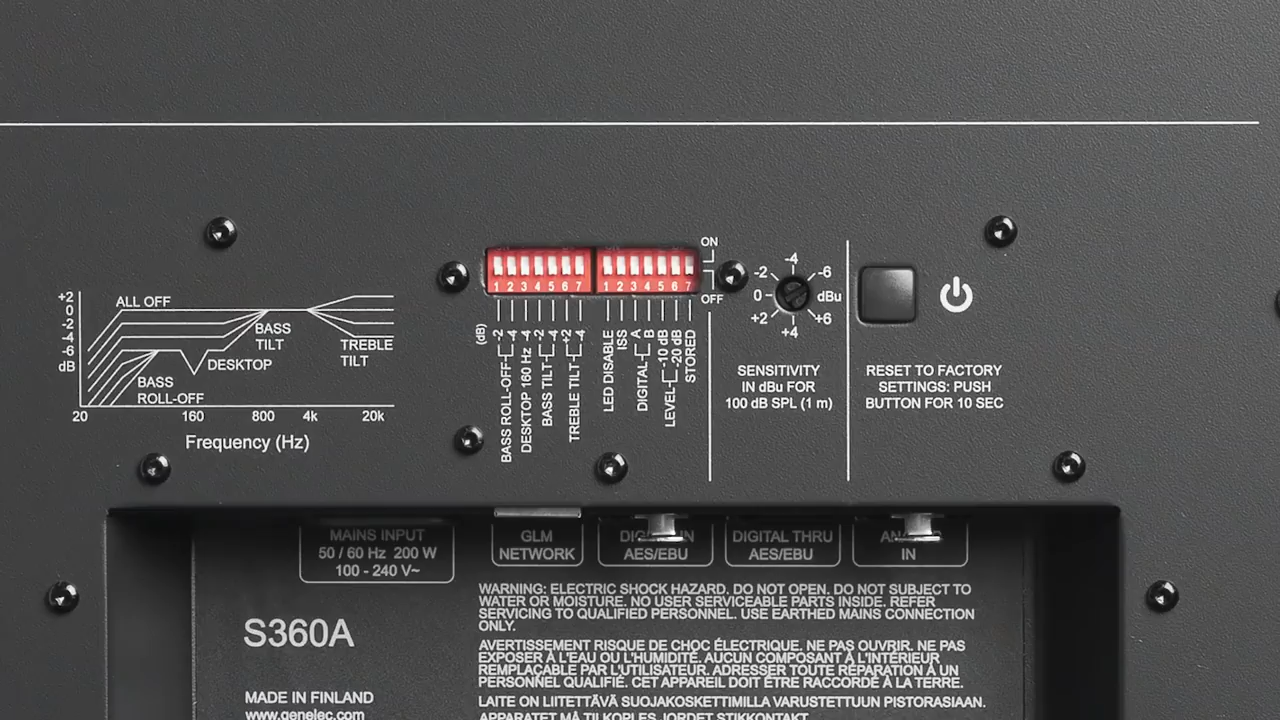 +2
0
-2
-4
-6
dB
ALL OFF
BASS
TILT
TREBLE
TILT
DESKTOP
BASS
ROLL-OFF
20
160
800
4k
20k
Frequency (Hz)
ON
OFF
1 2 3 4 5 6 7
1 2 3 4 5 6 7
(dB)
-2
-4
-4
-2
-4
+2
-4
BASS ROLL-OFF
DESKTOP 160 Hz
BASS TILT
TREBLE TILT
LED DISABLE
ISS
DIGITAL
A
B
LEVEL
-10 dB
-20 dB
STORED
-4
-2
-6
0
dBu
+2
+6
+4
SENSITIVITY
IN dBu FOR
100 dB SPL (1 m)
RESET TO FACTORY
SETTINGS: PUSH
BUTTON FOR 10 SEC
MAINS INPUT
50 / 60 Hz 200 W
100 - 240 V~
GLM
NETWORK
IN
AES/EBU
DIGITAL THRU
AES/EBU
IN
S360A
MADE IN FINLAND
www.genelec.com
WARNING: ELECTRIC SHOCK HAZARD. DO NOT OPEN. DO NOT SUBJECT TO
WATER OR MOISTURE. NO USER SERVICEABLE PARTS INSIDE. REFER
SERVICING TO QUALIFIED PERSONNEL. USE EARTHED MAINS CONNECTION
ONLY.
AVERTISSEMENT RISQUE DE CHOC ÉLECTRIQUE. NE PAS OUVRIR. NE PAS
EXPOSER À L'EAU OU L'HUMIDITÉ. AUCUN COMPOSANT À L'INTÉRIEUR
REMPLAÇABLE PAR L'UTILISATEUR. ADRESSER TOUTE RÉPARATION À UN
PERSONNEL QUALIFIÉ. CET APPAREIL DOIT ÊTRE RACCORDÉ À LA TERRE.
LAITE ON LIITETTÄVÄ SUOJAKOSKETTIMILLA VARUSTETTUUN PISTORASIAAN.
APPARATET MÅ TILKOPLES JORDET STIKKONTAKT